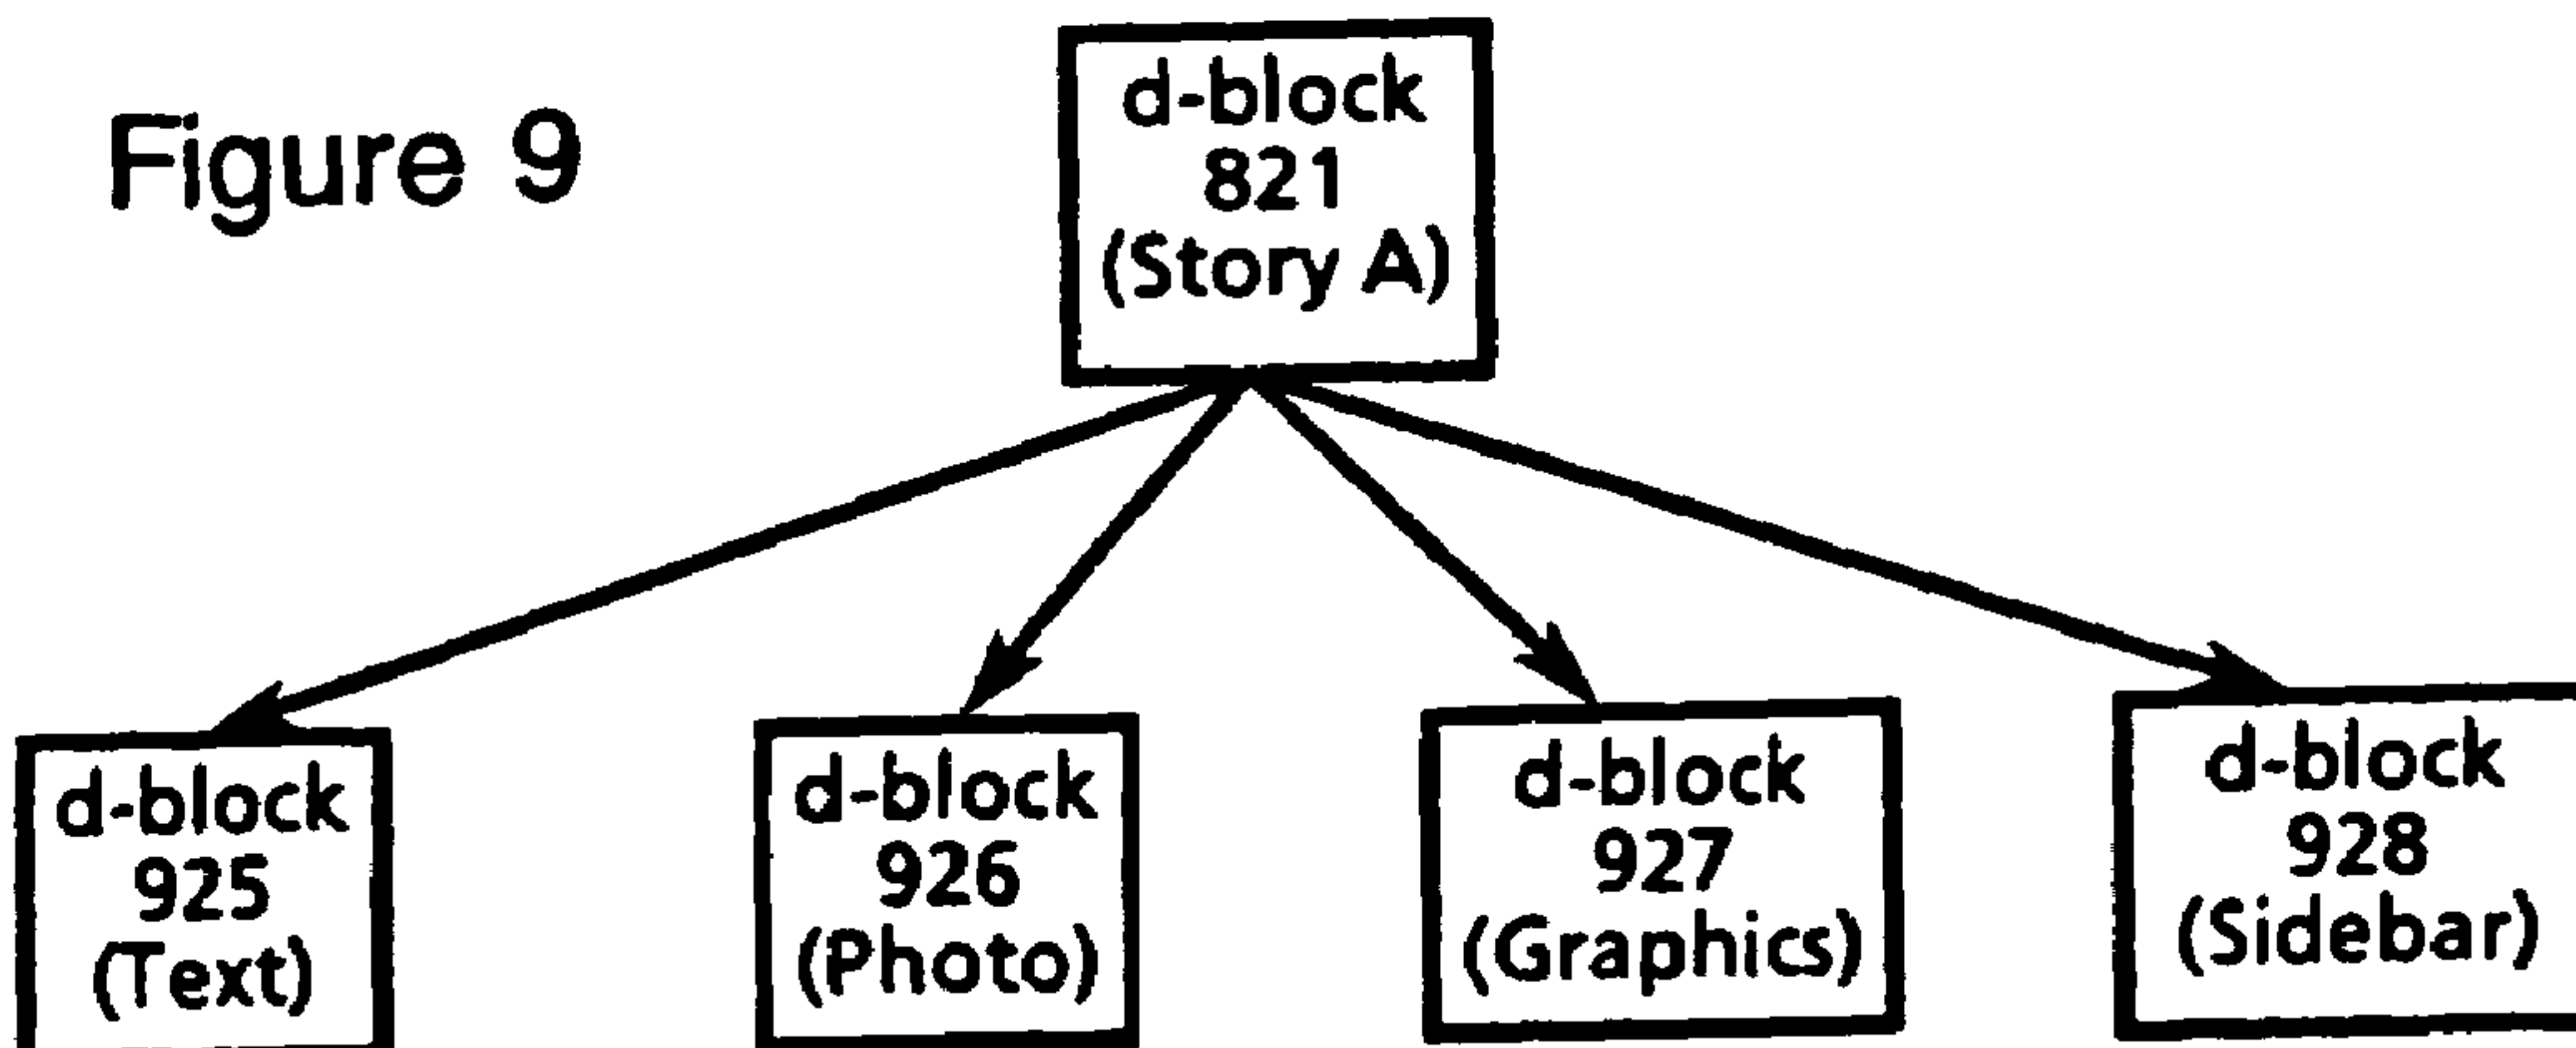 Figure 9
d-block
821
(Story A)
d-block
925
(Text)
d-block
926
(Photo)
d-block
927
(Graphics)
d-block
928
(Sidebar)